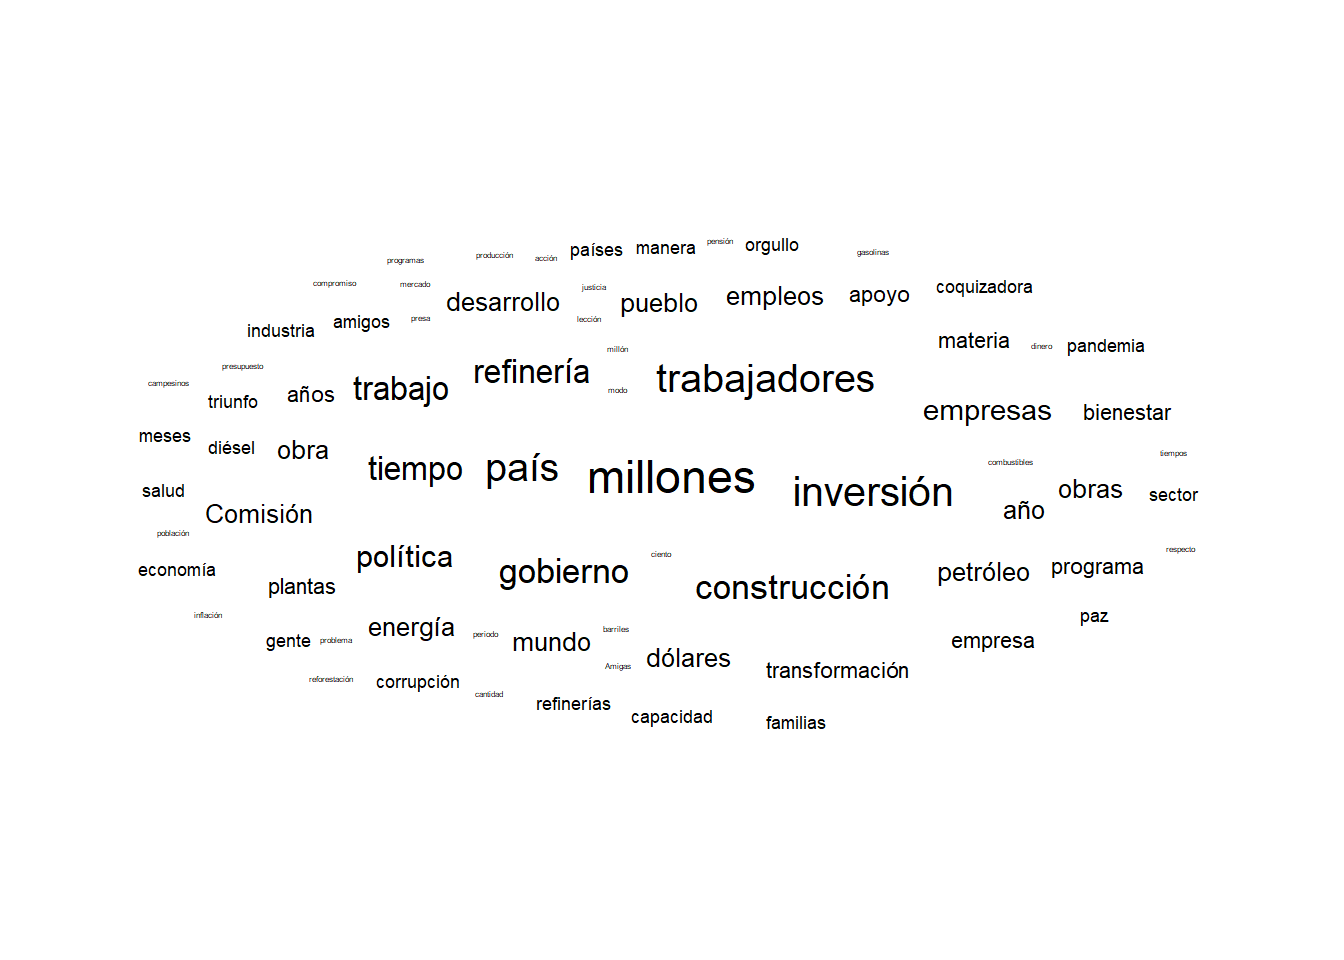 pensión
producción
países
manera
orgullo
acción
gasolinas
programas
compromiso
mercado
justicia
coquizadora
desarrollo
pueblo
empleos
apoyo
presa
lección
industria
amigos
materia
dinero
pandemia
millón
presupuesto
refinería
trabajadores
campesinos
triunfo
años
trabajo
modo
empresas
bienestar
meses
diésel
obra
tiempos
tiempo
país
millones
combustibles
inversión
salud
obras
sector
Comisión
año
población
respecto
política
ciento
economía
gobierno
petróleo
programa
plantas
construcción
inflación
paz
energía
barriles
gente
problema
periodo
mundo
empresa
dólares
Amigas
transformación
reforestación
corrupción
cantidad
refinerías
capacidad
familias